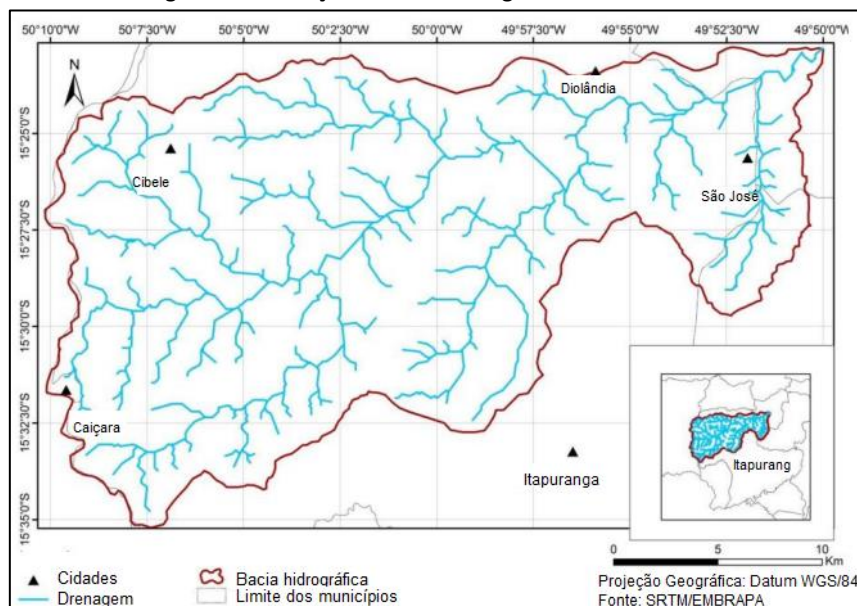 50°10'0"W 50°7'30"W 50°5'0"W 50°2'30"W 50°0'0"W 49°57'30"W 49°55'0"W 49°52'30"W 49°50'0"W
N
Diolândia
15°25'0"S
Cibele
São José
15°27'30"S
15°30'0"S
15°32'30"S
Caiçara
Itapuranga
Itapurang
15°35'0"S
0 5 10
Km
Cidades
Drenagem
Bacia hidrográfica
Limite dos municípios
Projeção Geográfica: Datum WGS/84
Fonte: SRTM/EMBRAPA